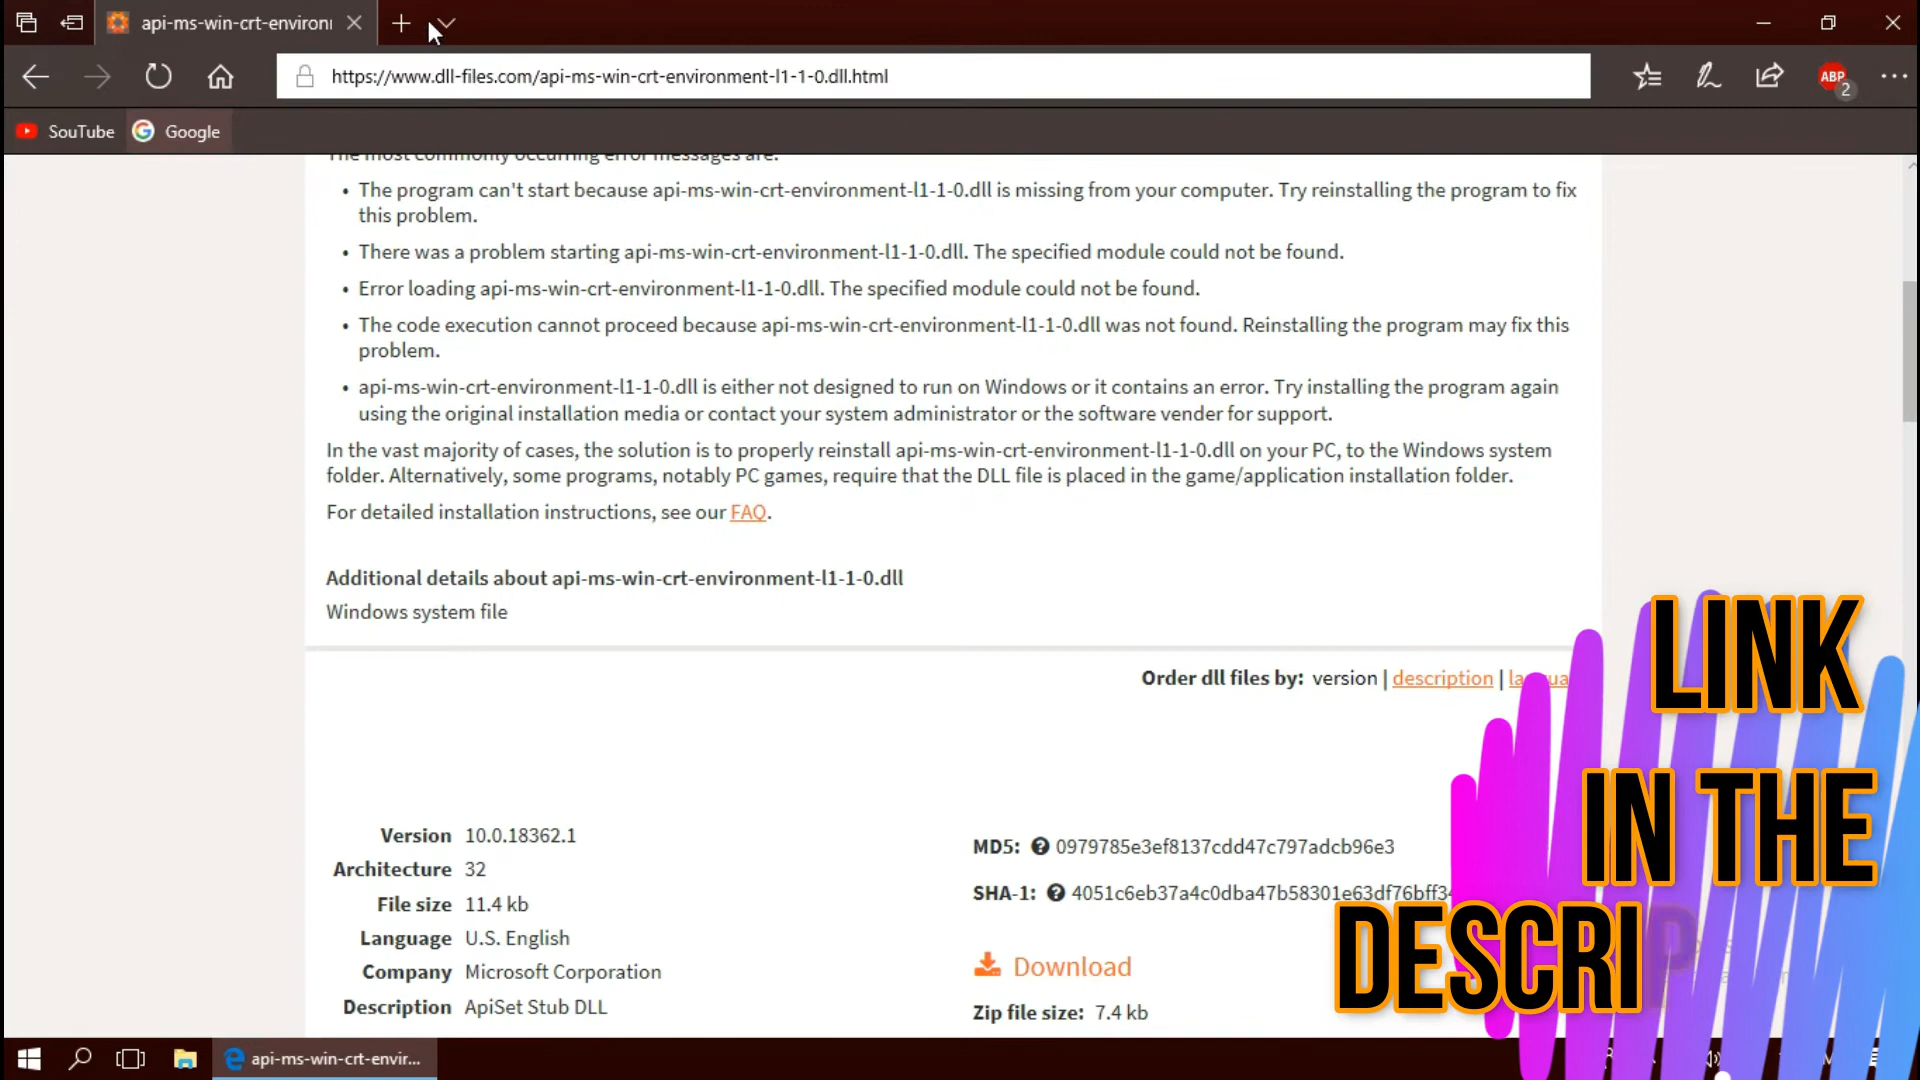 api-ms-win-crt-environ
https://www.dll-files.com/api-ms-win-crt-environment-l1-1-0.dll.html
ABP
2
SouTube
Google
The most commonly occurring error messages are:
• The program can't start because api-ms-win-crt-environment-l1-1-0.dll is missing from your computer. Try reinstalling the program to fix
this problem.
• There was a problem starting api-ms-win-crt-environment-l1-1-0.dll. The specified module could not be found.
• Error loading api-ms-win-crt-environment-l1-1-0.dll. The specified module could not be found.
• The code execution cannot proceed because api-ms-win-crt-environment-l1-1-0.dll was not found. Reinstalling the program may fix this
problem.
• api-ms-win-crt-environment-l1-1-0.dll is either not designed to run on Windows or it contains an error. Try installing the program again
using the original installation media or contact your system administrator or the software vender for support.
In the vast majority of cases, the solution is to properly reinstall api-ms-win-crt-environment-l1-1-0.dll on your PC, to the Windows system
folder. Alternatively, some programs, notably PC games, require that the DLL file is placed in the game/application installation folder.
For detailed installation instructions, see our FAQ.
Additional details about api-ms-win-crt-environment-l1-1-0.dll
Windows system file
Order dll files by: version | description |
Version 10.0.18362.1
Architecture 32
File size 11.4 kb
Language U.S. English
Company Microsoft Corporation
Description ApiSet Stub DLL
MD5: 0979785e3ef8137cdd47c797adcb96e3
SHA-1: 4051c6eb37a4c0dba47b58301e63df76bff3
Download
Zip file size: 7.4 kb
LINK
IN THE
DESCRIP
api-ms-win-crt-envir...